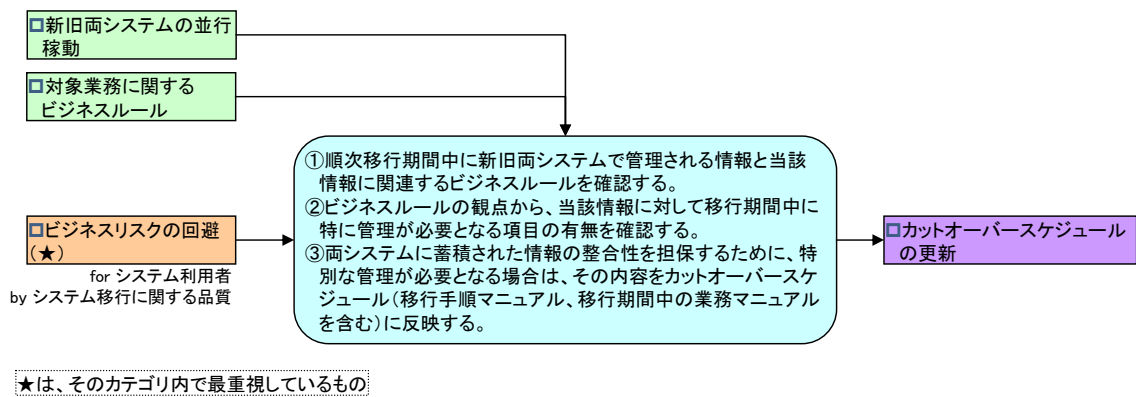 □新旧両システムの並行
稼動
□対象業務に関する
ビジネスルール
①順次移行期間中に新旧両システムで管理される情報と当該
情報に関連するビジネスルールを確認する。
②ビジネスルールの観点から、当該情報に対して移行期間中に
特に管理が必要となる項目の有無を確認する。
③両システムに蓄積された情報の整合性を担保するために、特
別な管理が必要となる場合は、その内容をカットオーバースケ
ジュール（移行手順マニュアル、移行期間中の業務マニュアル
を含む）に反映する。
□ビジネスリスクの回避
（★）
for システム利用者
by システム移行に関する品質
□カットオーバースケジュール
の更新
★は、そのカテゴリ内で最重視しているもの